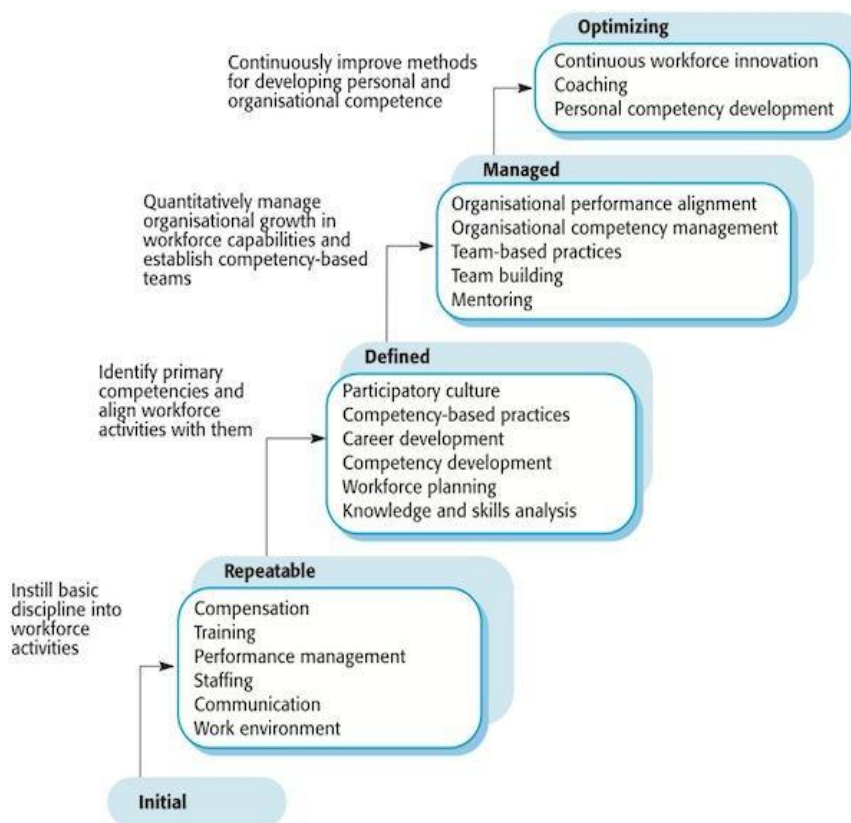 Optimizing
Continuously improve methods
for developing personal and
organisational competence
Continuous workforce innovation
Coaching
Personal competency development
Managed
Quantitatively manage
organisational growth in
workforce capabilities and
establish competency-based
teams
Organisational performance alignment
Organisational competency management
Team-based practices
Team building
Mentoring
Defined
Identify primary
competencies and
align workforce
activities with them
Participatory culture
Competency-based practices
Career development
Competency development
Workforce planning
Knowledge and skills analysis
Repeatable
Instill basic
discipline into
workforce
activities
Compensation
Training
Performance management
Staffing
Communication
Work environment
Initial